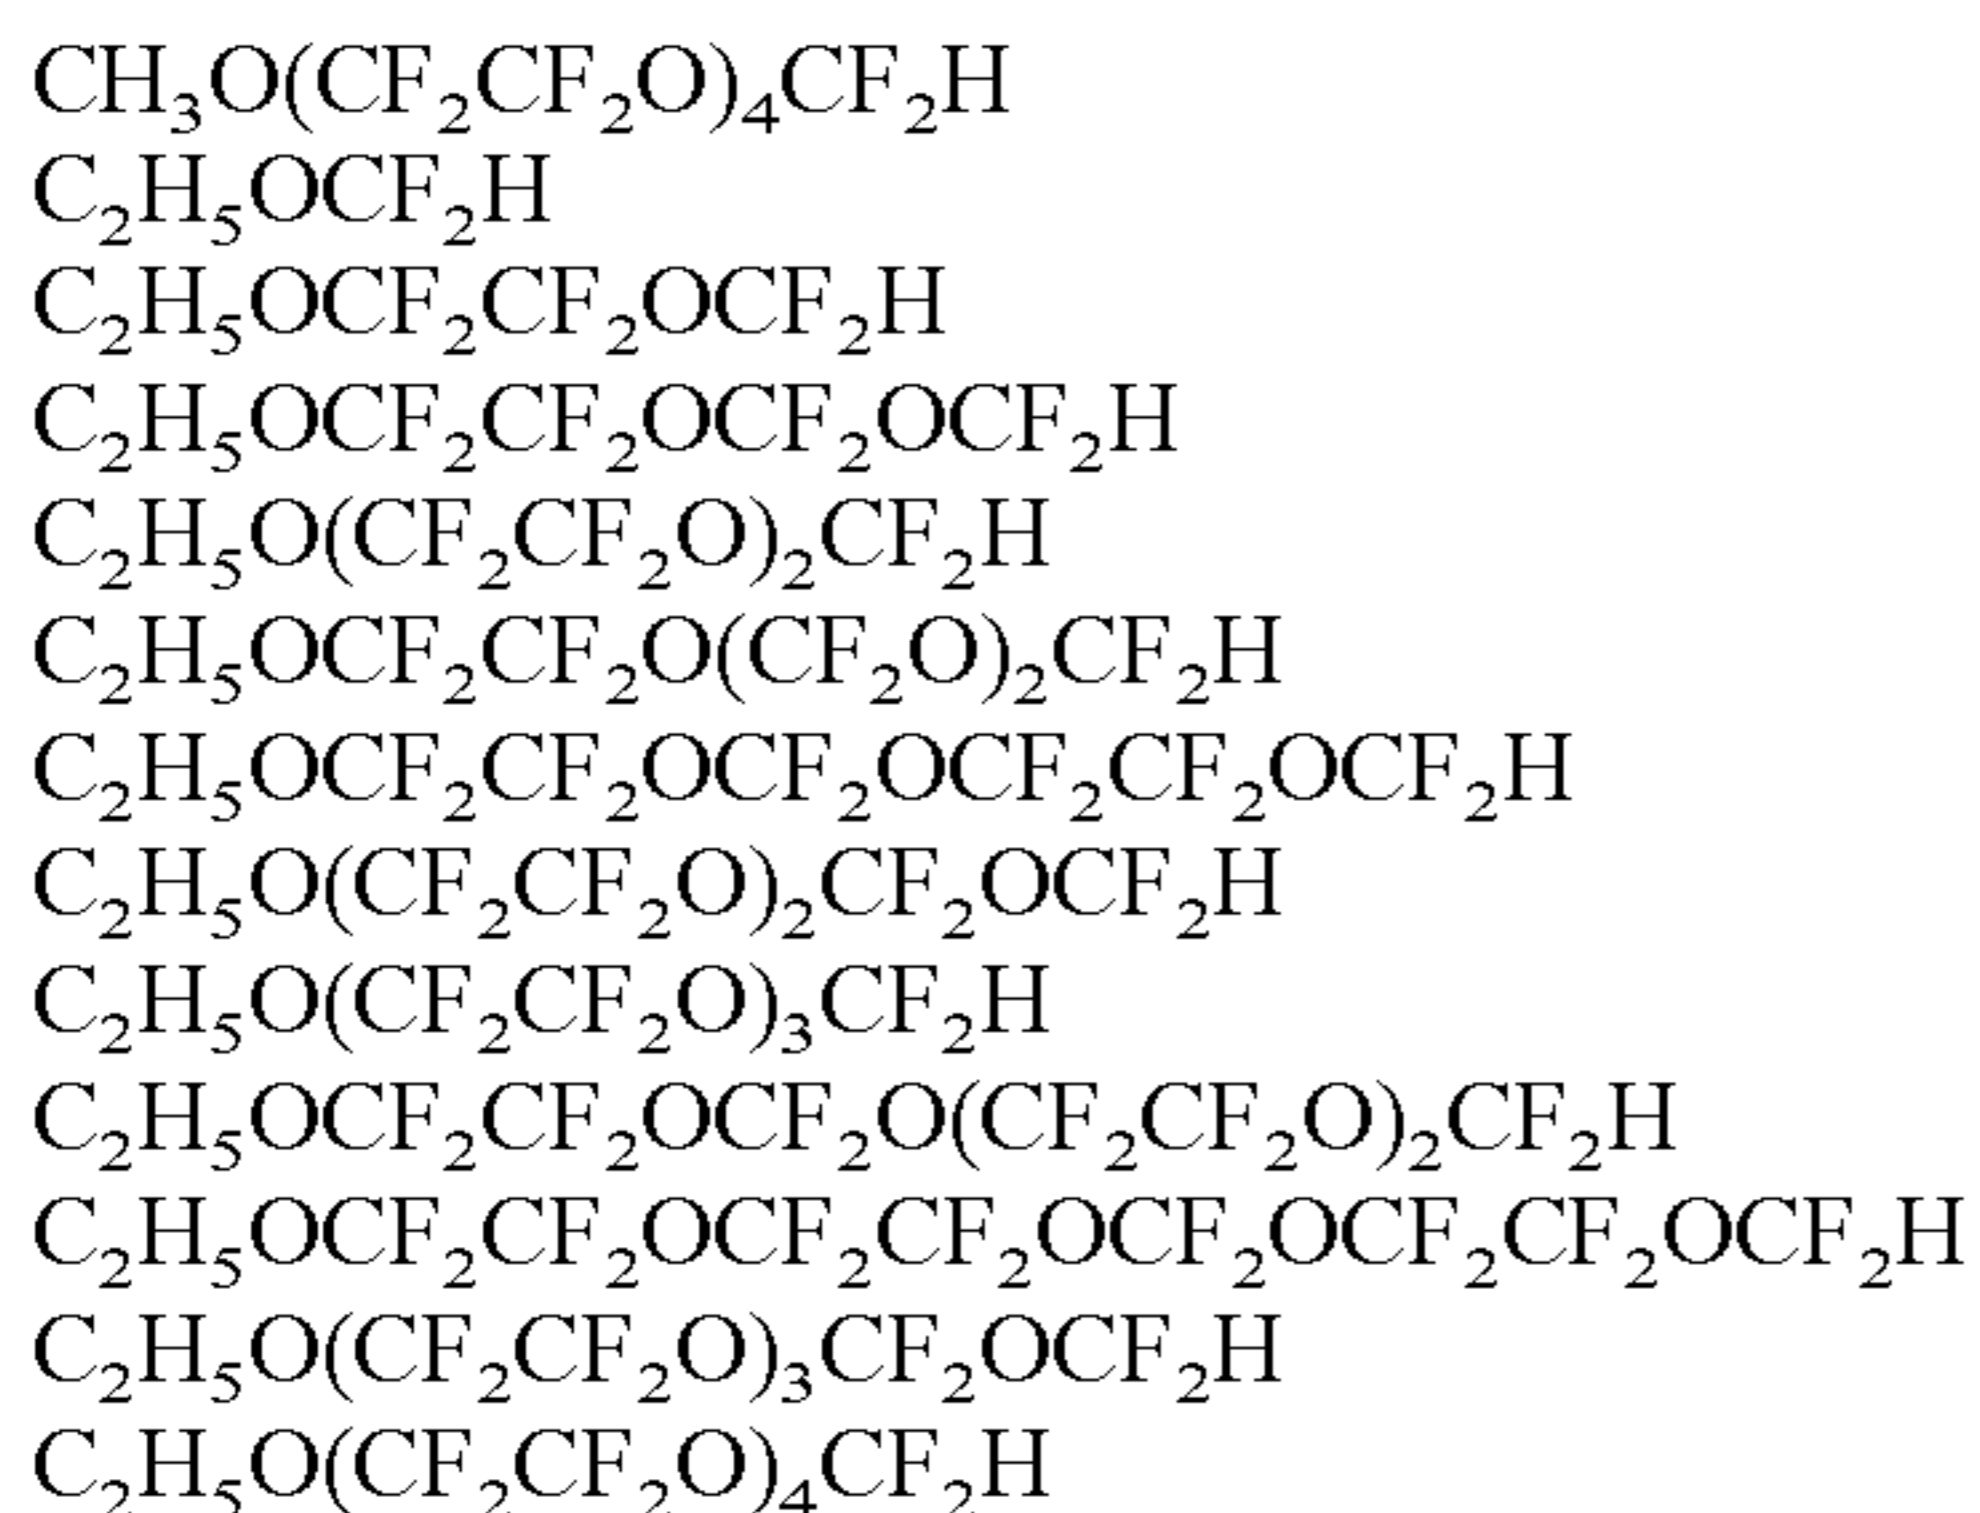 CH₃O(CF₂CF₂O)₄CF₂H
C₂H₅OCF₂H
C₂H₅OCF₂CF₂OCF₂H
C₂H₅OCF₂CF₂OCF₂OCF₂H
C₂H₅O(CF₂CF₂O)₂CF₂H
C₂H₅OCF₂CF₂O(CF₂O)₂CF₂H
C₂H₅OCF₂CF₂OCF₂OCF₂CF₂OCF₂H
C₂H₅O(CF₂CF₂O)₂CF₂OCF₂H
C₂H₅O(CF₂CF₂O)₃CF₂H
C₂H₅OCF₂CF₂OCF₂O(CF₂CF₂O)₂CF₂H
C₂H₅OCF₂CF₂OCF₂CF₂OCF₂OCF₂CF₂OCF₂H
C₂H₅O(CF₂CF₂O)₃CF₂OCF₂H
C₂H₅O(CF₂CF₂O)₄CF₂H